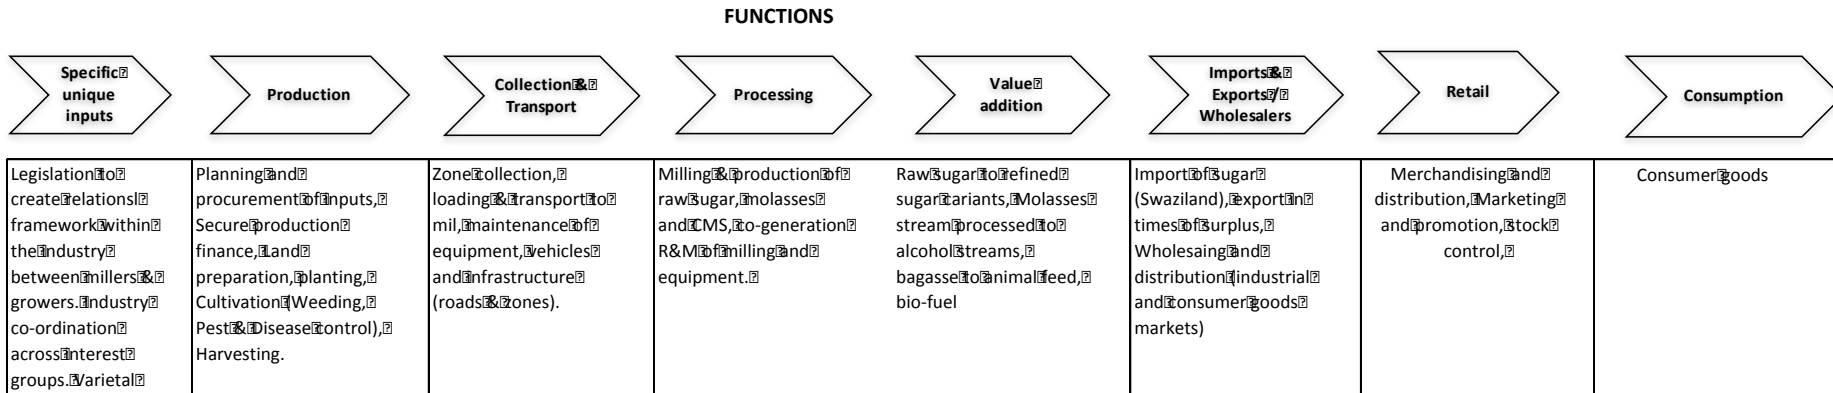 FUNCTIONS
Specific
unique
inputs
Production
Collection &
Transport
Processing
Value
addition
Imports &
Exports /
Wholesalers
Retail
Consumption
Legislation to
create relationsl
framework within
the industry
between millers &
growers. Industry
co-ordination
across interest
groups. Varietal
Planning and
procurement of inputs,
Secure production
finance, Land
preparation, planting,
Cultivation (Weeding,
Pest & Disease control),
Harvesting.
Zone collection,
loading & transport to
mil, maintenance of
equipment, vehicles
and infrastructure
(roads & zones).
Milling & production of
raw sugar, molasses
and CMS, co-generation
R&M of milling and
equipment.
Raw sugar to refined
sugar cariants, Molasses
stream processed to
alcohol streams,
bagasse to animal feed,
bio-fuel
Import of sugar
(Swaziland), export in
times of surplus,
Wholesaing and
distribution (industrial
and consumer goods
markets)
Merchandising and
distribution, Marketing
and promotion, stock
control,
Consumer goods